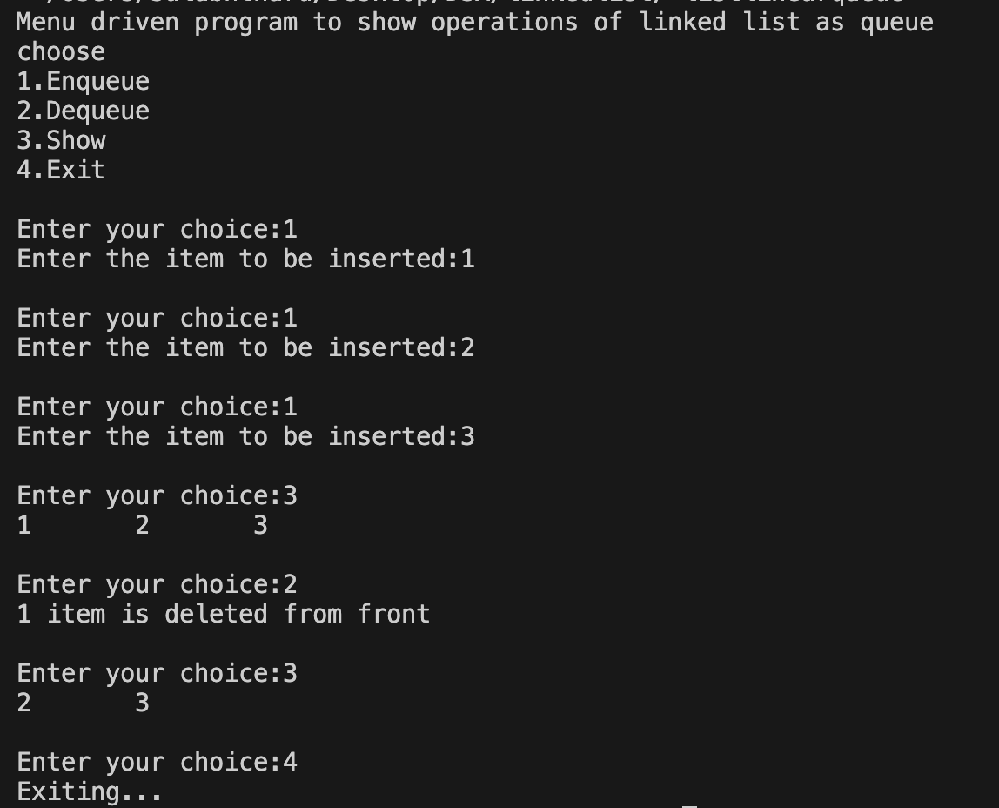 Menu driven program to show operations of linked list as queue
choose
1.Enqueue
2.Dequeue
3.Show
4.Exit
Enter your choice:1
Enter the item to be inserted:1
Enter your choice:1
Enter the item to be inserted:2
Enter your choice:1
Enter the item to be inserted:3
Enter your choice:3
1 2 3
Enter your choice:2
1 item is deleted from front
Enter your choice:3
2 3
Enter your choice:4
Exiting...